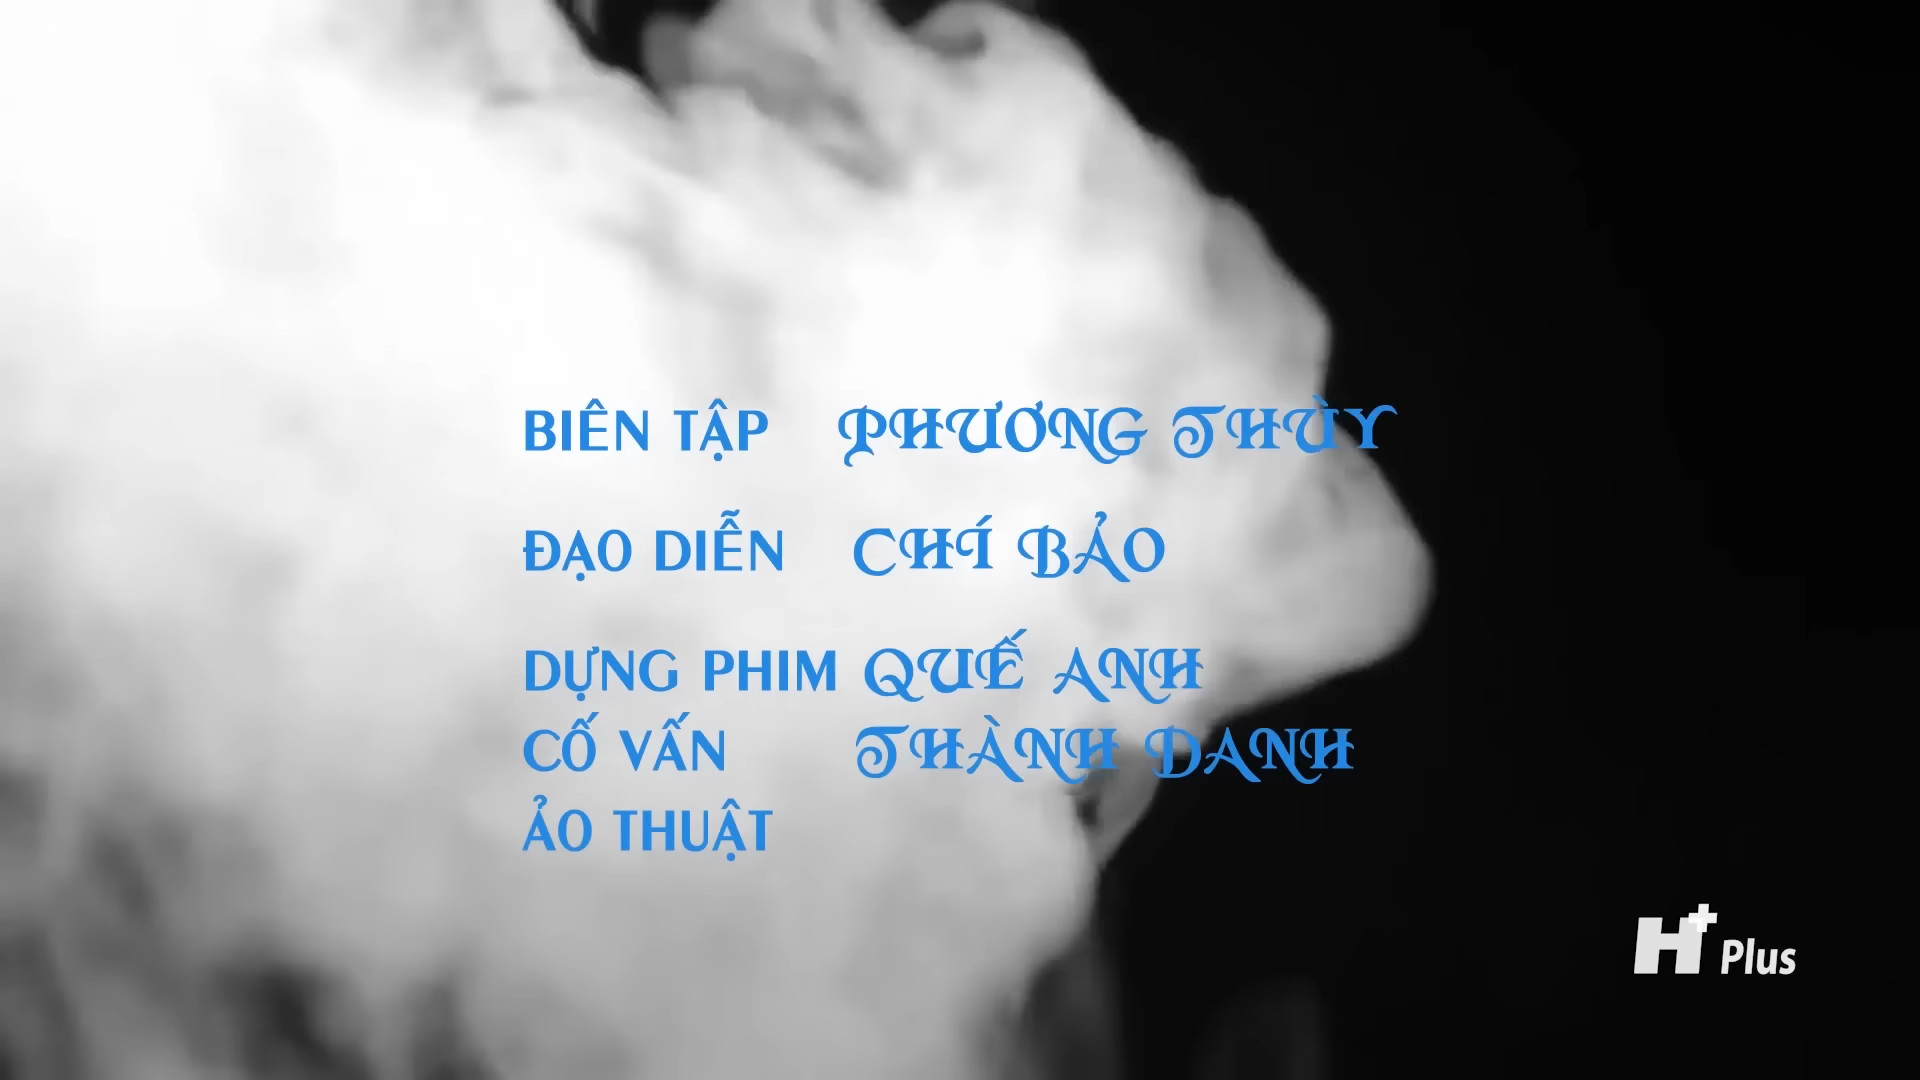 BIÊN TẬP PHƯƠNG THÙY
ĐẠO DIỄN CHÍ BẢO
DỰNG PHIM QUẾ ANH
CỐ VẤN THÀNH DANH
ẢO THUẬT
H+ Plus